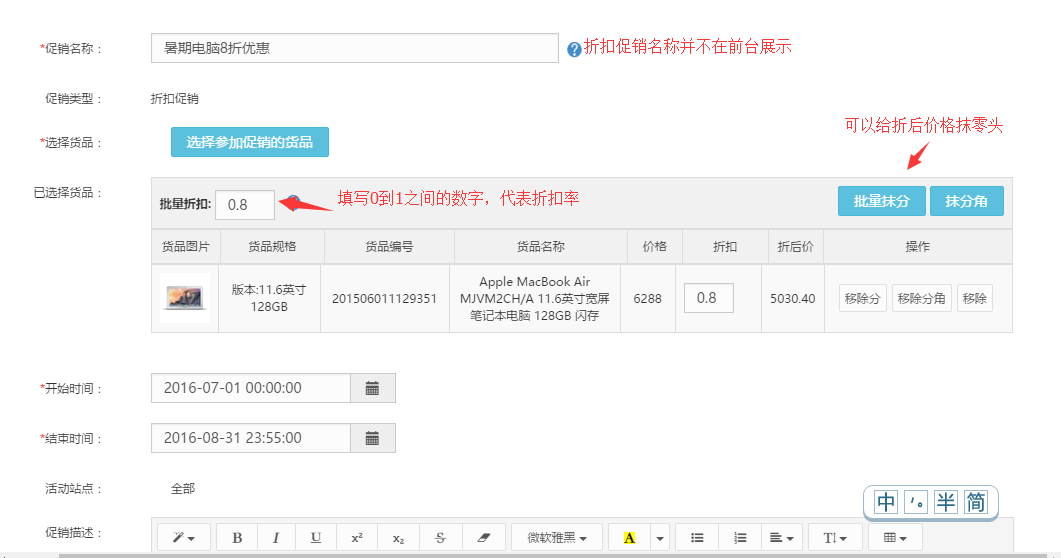 *促销名称： 暑期电脑8折优惠 ? 折扣促销名称并不在前台展示
促销类型： 折扣促销
可以给折后价格抹零头
*选择货品： 选择参加促销的货品
已选择货品： 批量折扣: 0.8 填写0到1之间的数字，代表折扣率 批量抹分 抹分角
货品图片 货品规格 货品编号 货品名称 价格 折扣 折后价 操作
版本:11.6英寸
128GB
201506011129351
Apple MacBook Air
MJVM2CH/A 11.6英寸宽屏
笔记本电脑 128GB 闪存
6288 0.8 5030.40 移除分 移除分角 移除
*开始时间： 2016-07-01 00:00:00
*结束时间： 2016-08-31 23:55:00
活动站点： 全部
中 ❜。 半 简
促销描述： B I U x² x₂ S 微软雅黑 A TI